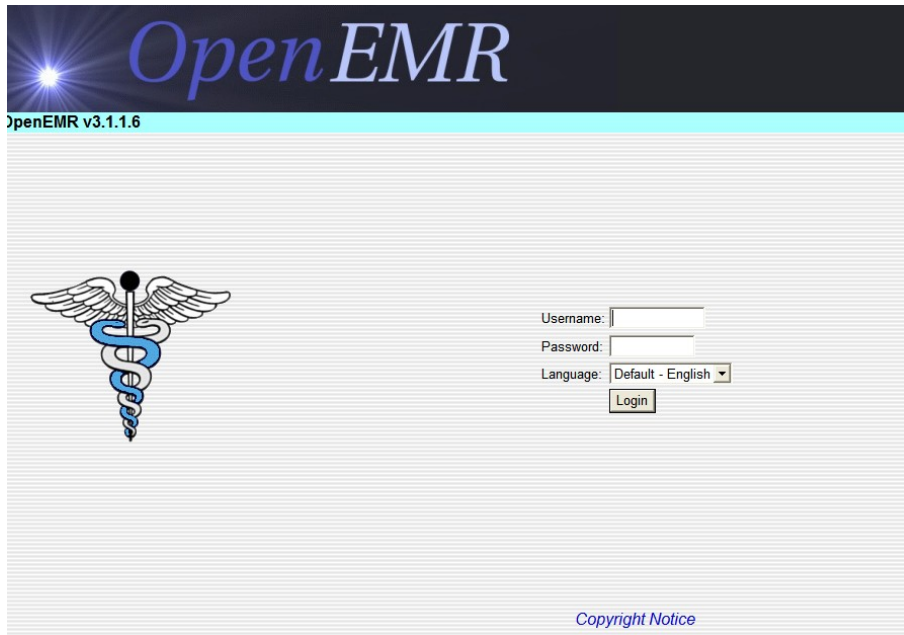 OpenEMR
OpenEMR v3.1.1.6
Username:
Password:
Language: Default - English
Login
Copyright Notice